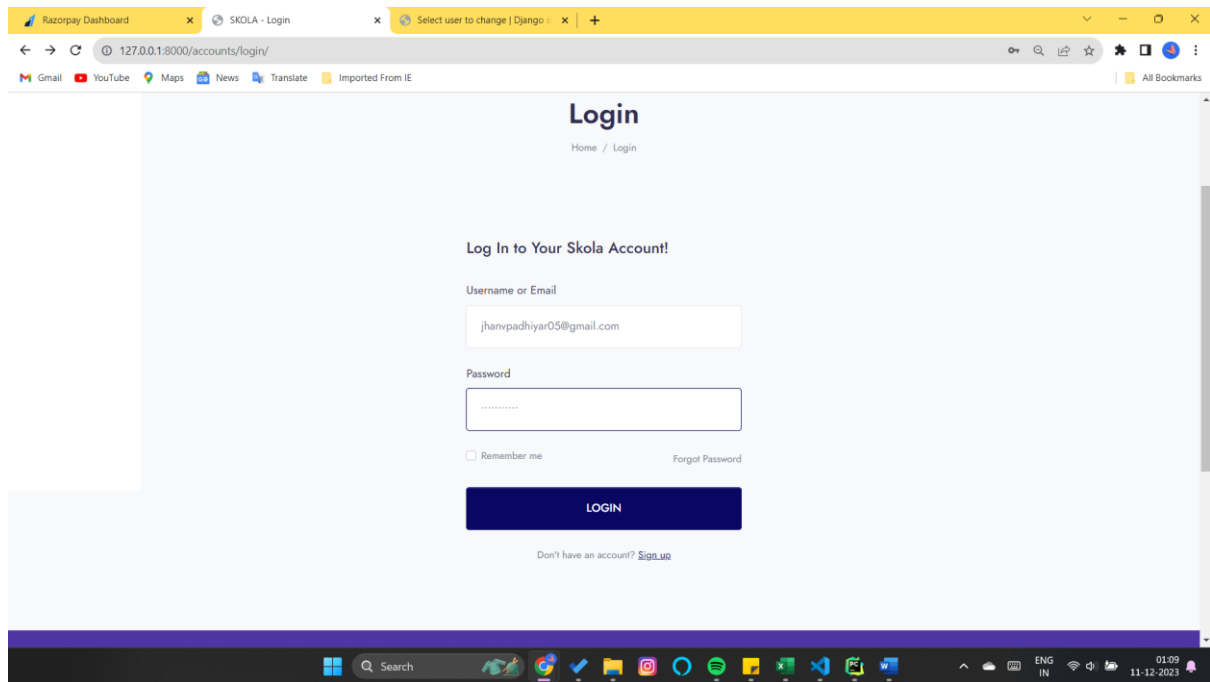 Razorpay Dashboard
SKOLA - Login
Select user to change | Django s
127.0.0.1:8000/accounts/login/
Gmail YouTube Maps News Translate Imported From IE All Bookmarks
Login
Home / Login
Log In to Your Skola Account!
Username or Email
jhanvpadhiyar05@gmail.com
Password
Remember me Forgot Password
LOGIN
Don't have an account? Sign up
Search
ENG
IN
01:09
11-12-2023